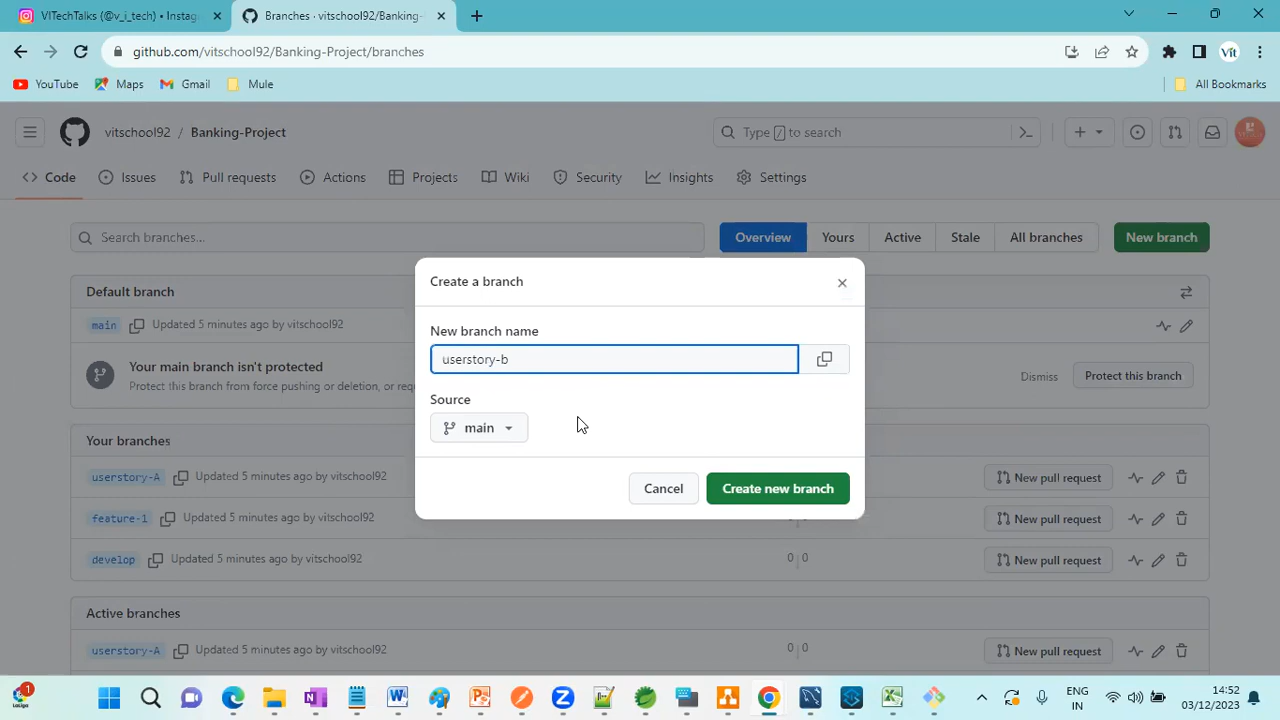 VITechTalks (@v_i_tech) • Instag
Branches · vitschool92/Banking-
github.com/vitschool92/Banking-Project/branches
Vit
YouTube
Maps
Gmail
Mule
All Bookmarks
vitschool92 / Banking-Project
Type / to search
Code
Issues
Pull requests
Actions
Projects
Wiki
Security
Insights
Settings
Search branches...
Overview
Yours
Active
Stale
All branches
New branch
Default branch
main
Updated 5 minutes ago by vitschool92
Your main branch isn't protected
Protect this branch from force pushing or deletion, or req
Dismiss
Protect this branch
Create a branch
New branch name
userstory-b
Source
main
Cancel
Create new branch
Your branches
userstory-A
Updated 5 minutes ago by vitschool92
New pull request
feature-1
Updated 5 minutes ago by vitschool92
New pull request
develop
Updated 5 minutes ago by vitschool92
0 | 0
New pull request
Active branches
userstory-A
Updated 5 minutes ago by vitschool92
0 | 0
New pull request
1
ENG
IN
14:52
03/12/2023